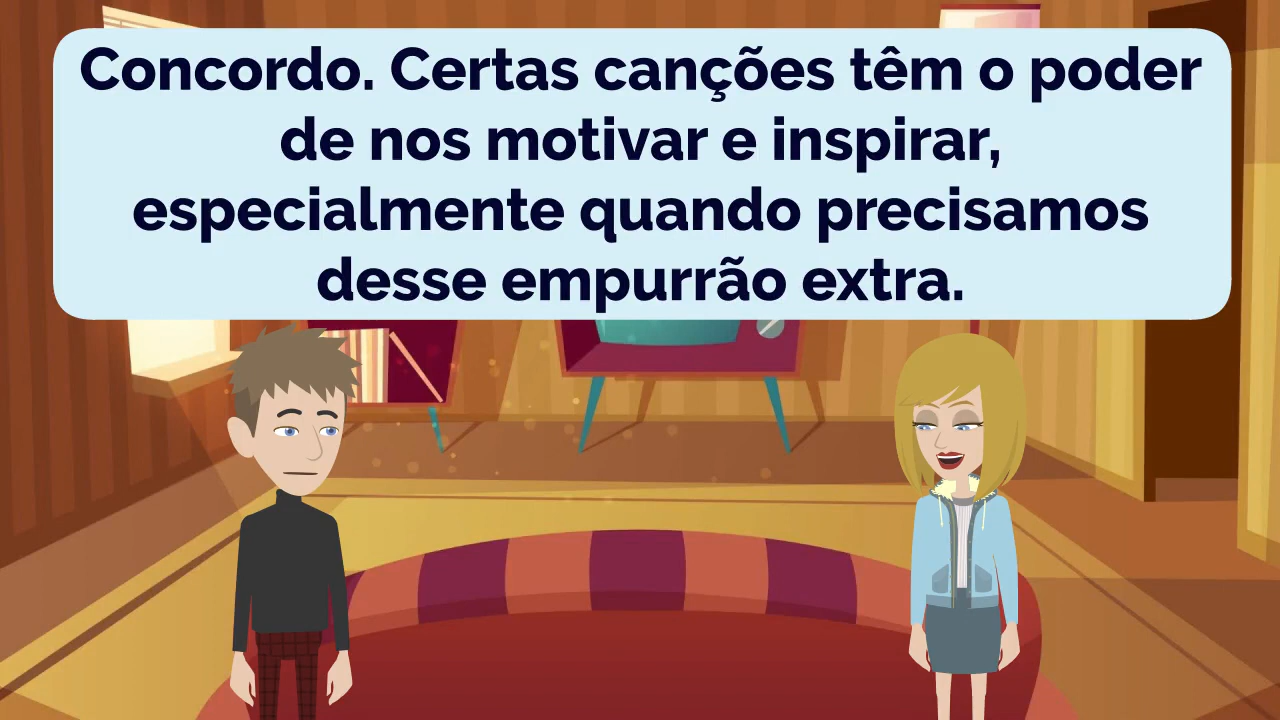 Concordo. Certas canções têm o poder
de nos motivar e inspirar,
especialmente quando precisamos
desse empurrão extra.